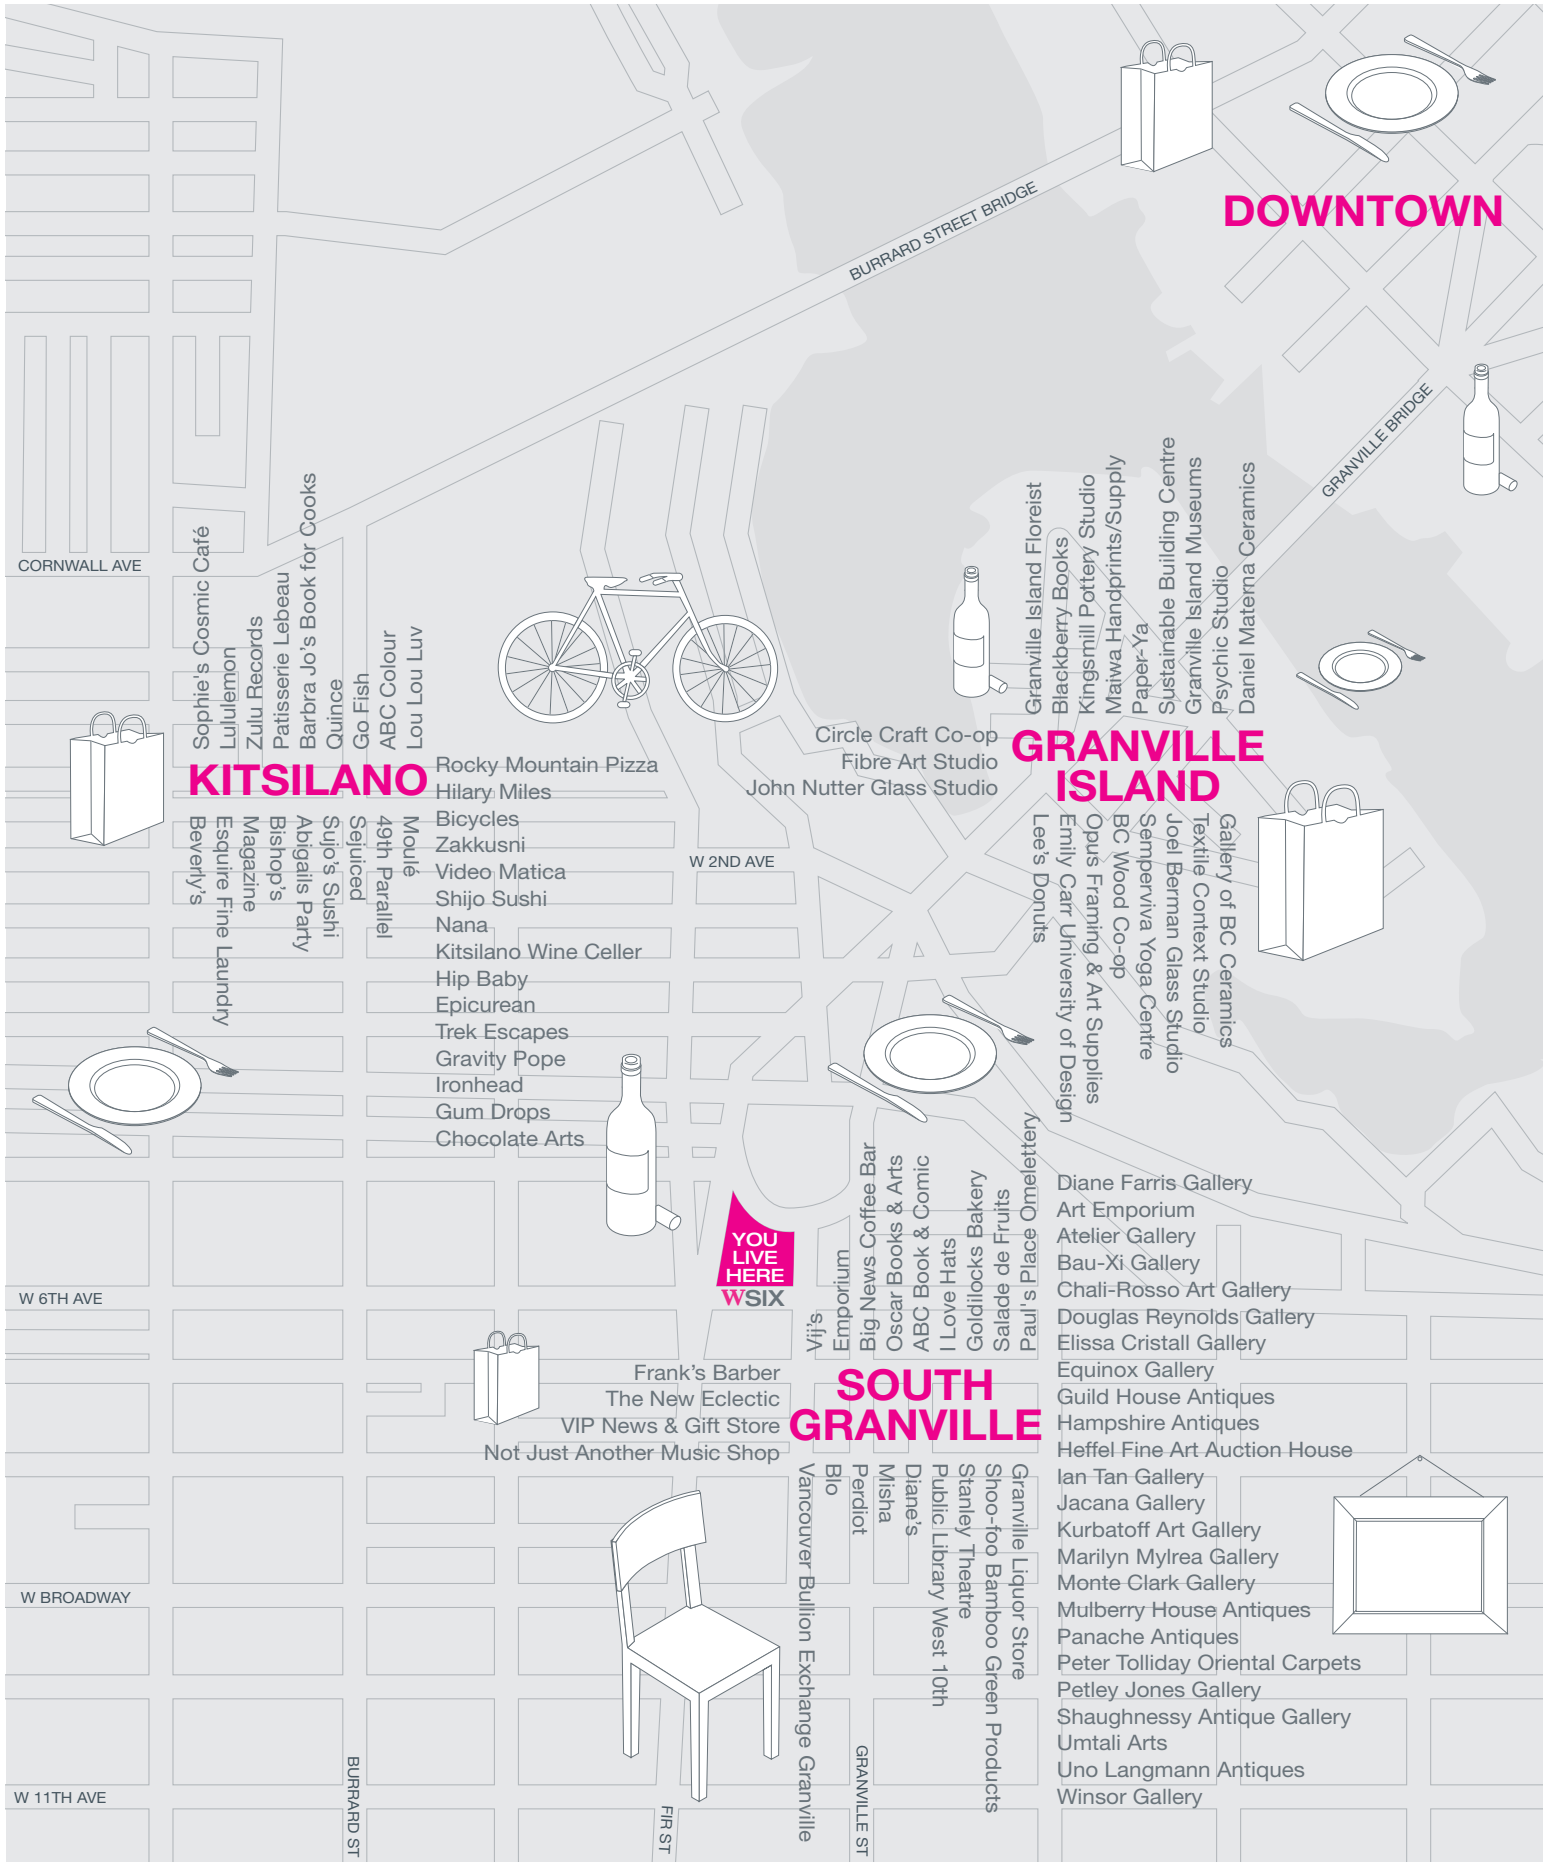 DOWNTOWN
BURRARD STREET BRIDGE
GRANVILLE BRIDGE
CORNWALL AVE
Sophie's Cosmic Café
Lululemon
Zulu Records
Patisserie Lebeau
Barbra Jo's Book for Cooks
Quince
Go Fish
ABC Colour
Lou Lou Luv
KITSILANO
Rocky Mountain Pizza
Hilary Miles
Bicycles
Zakkusni
Video Matica
Shijo Sushi
Nana
Kitsilano Wine Celler
Hip Baby
Epicurean
Trek Escapes
Gravity Pope
Ironhead
Gum Drops
Chocolate Arts
Beverly's
Esquire Fine Laundry
Magazine
Bishop's
Abigails Party
Sujo's Sushi
Sejuiced
49th Parallel
Moulé
Granville Island Floreist
Blackberry Books
Kingsmill Pottery Studio
Maiwa Handprints/Supply
Paper-Ya
Sustainable Building Centre
Granville Island Museums
Psychic Studio
Daniel Materna Ceramics
Circle Craft Co-op
Fibre Art Studio
John Nutter Glass Studio
GRANVILLE
ISLAND
W 2ND AVE
Lee's Donuts
Emily Carr University of Design
Opus Framing & Art Supplies
BC Wood Co-op
Semperviva Yoga Centre
Joel Berman Glass Studio
Textile Context Studio
Gallery of BC Ceramics
YOU
LIVE
HERE
WSIX
W 6TH AVE
Vij's
Emporium
Big News Coffee Bar
Oscar Books & Arts
ABC Book & Comic
I Love Hats
Goldilocks Bakery
Salade de Fruits
Paul's Place Omelettery
Frank's Barber
The New Eclectic
VIP News & Gift Store
Not Just Another Music Shop
SOUTH
GRANVILLE
Vancouver Bullion Exchange Granville
Blo
Perdiot
Misha
Diane's
Public Library West 10th
Stanley Theatre
Shoo-foo Bamboo Green Products
Granville Liquor Store
Diane Farris Gallery
Art Emporium
Atelier Gallery
Bau-Xi Gallery
Chali-Rosso Art Gallery
Douglas Reynolds Gallery
Elissa Cristall Gallery
Equinox Gallery
Guild House Antiques
Hampshire Antiques
Heffel Fine Art Auction House
Ian Tan Gallery
Jacana Gallery
Kurbatoff Art Gallery
Marilyn Mylrea Gallery
Monte Clark Gallery
Mulberry House Antiques
Panache Antiques
Peter Tolliday Oriental Carpets
Petley Jones Gallery
Shaughnessy Antique Gallery
Umtali Arts
Uno Langmann Antiques
Winsor Gallery
W BROADWAY
W 11TH AVE
BURRARD ST
FIR ST
GRANVILLE ST